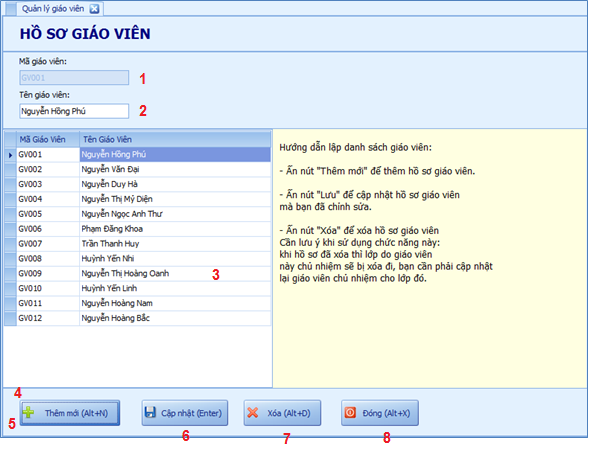 Quản lý giáo viên
HỒ SƠ GIÁO VIÊN
Mã giáo viên:
GV001 1
Tên giáo viên:
Nguyễn Hồng Phú 2
Mã Giáo Viên Tên Giáo Viên
GV001 Nguyễn Hồng Phú
GV002 Nguyễn Văn Đại
GV003 Nguyễn Duy Hà
GV004 Nguyễn Thị Mỹ Diện
GV005 Nguyễn Ngọc Anh Thư
GV006 Phạm Đăng Khoa
GV007 Trần Thanh Huy
GV008 Huỳnh Yến Nhi
GV009 Nguyễn Thị Hoàng Oanh 3
GV010 Huỳnh Yến Linh
GV011 Nguyễn Hoàng Nam
GV012 Nguyễn Hoàng Bắc
Hướng dẫn lập danh sách giáo viên:
- Ấn nút "Thêm mới" để thêm hồ sơ giáo viên.
- Ấn nút "Lưu" để cập nhật hồ sơ giáo viên
mà bạn đã chỉnh sửa.
- Ấn nút "Xóa" để xóa hồ sơ giáo viên
Cần lưu ý khi sử dụng chức năng này:
khi hồ sơ đã xóa thì lớp do giáo viên
này chủ nhiệm sẽ bị xóa đi, bạn cần phải cập nhật
lại giáo viên chủ nhiệm cho lớp đó.
4
5 Thêm mới (Alt+N) Cập nhật (Enter) Xóa (Alt+D) Đóng (Alt+X)
6 7 8